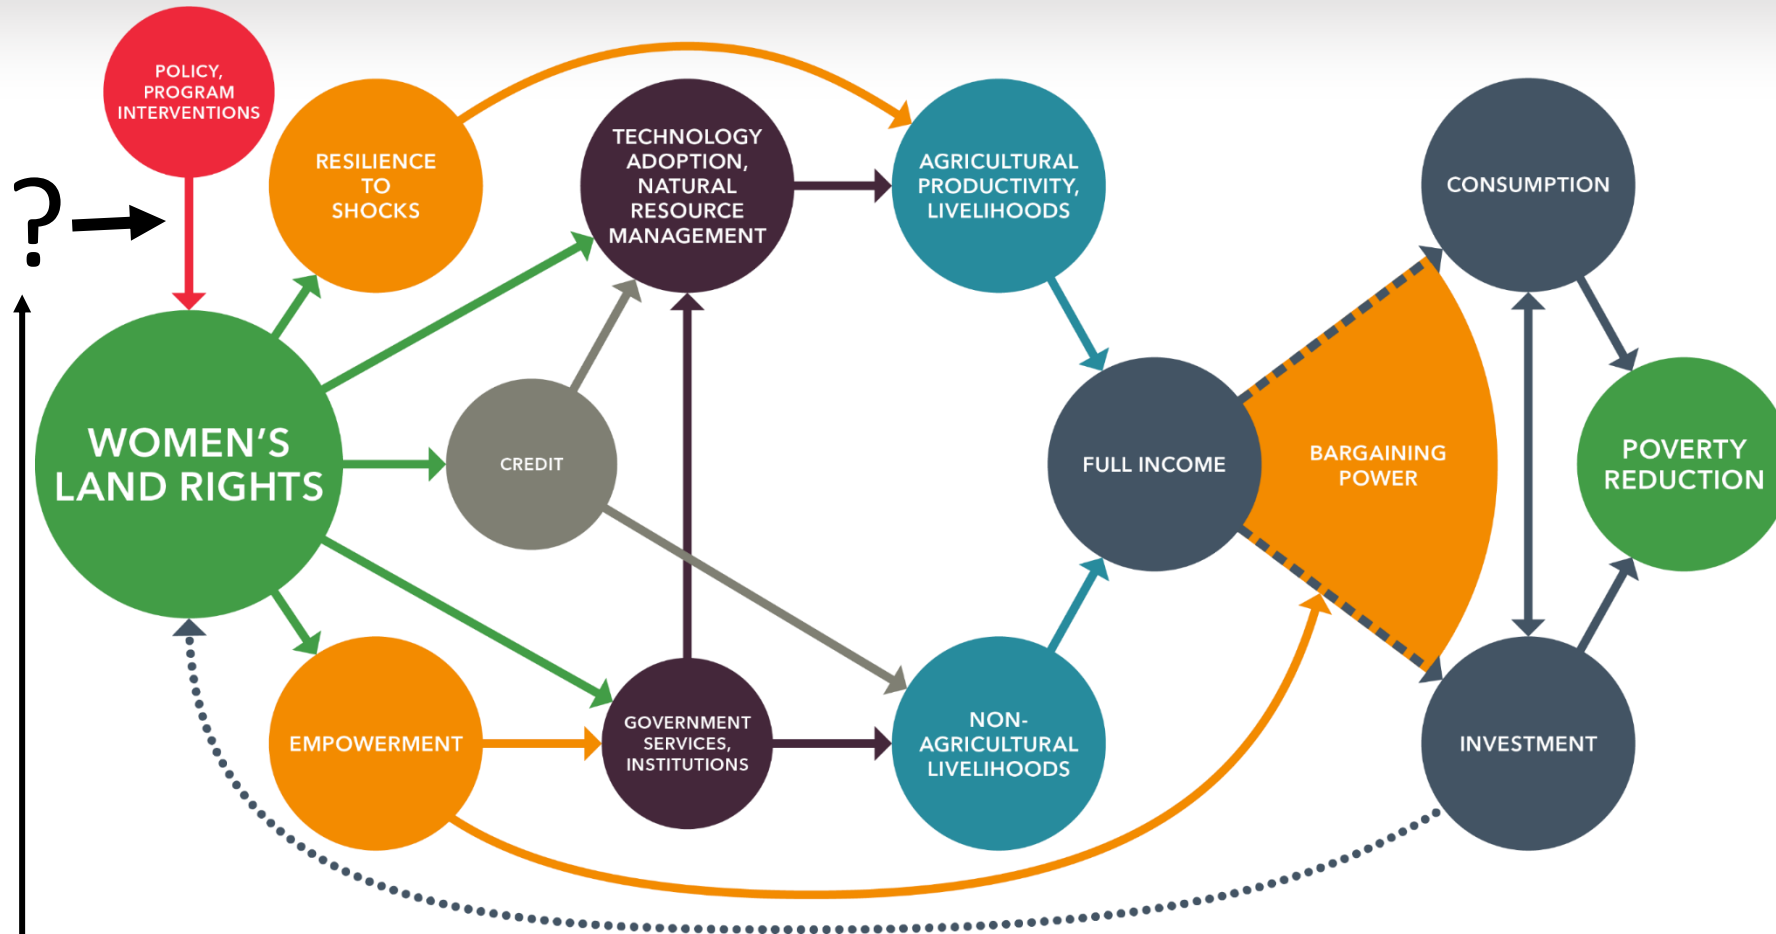 POLICY,
PROGRAM
INTERVENTIONS
?
RESILIENCE
TO
SHOCKS
TECHNOLOGY
ADOPTION,
NATURAL
RESOURCE
MANAGEMENT
AGRICULTURAL
PRODUCTIVITY,
LIVELIHOODS
CONSUMPTION
WOMEN'S
LAND RIGHTS
CREDIT
FULL INCOME
BARGAINING
POWER
POVERTY
REDUCTION
EMPOWERMENT
GOVERNMENT
SERVICES,
INSTITUTIONS
NON-
AGRICULTURAL
LIVELIHOODS
INVESTMENT